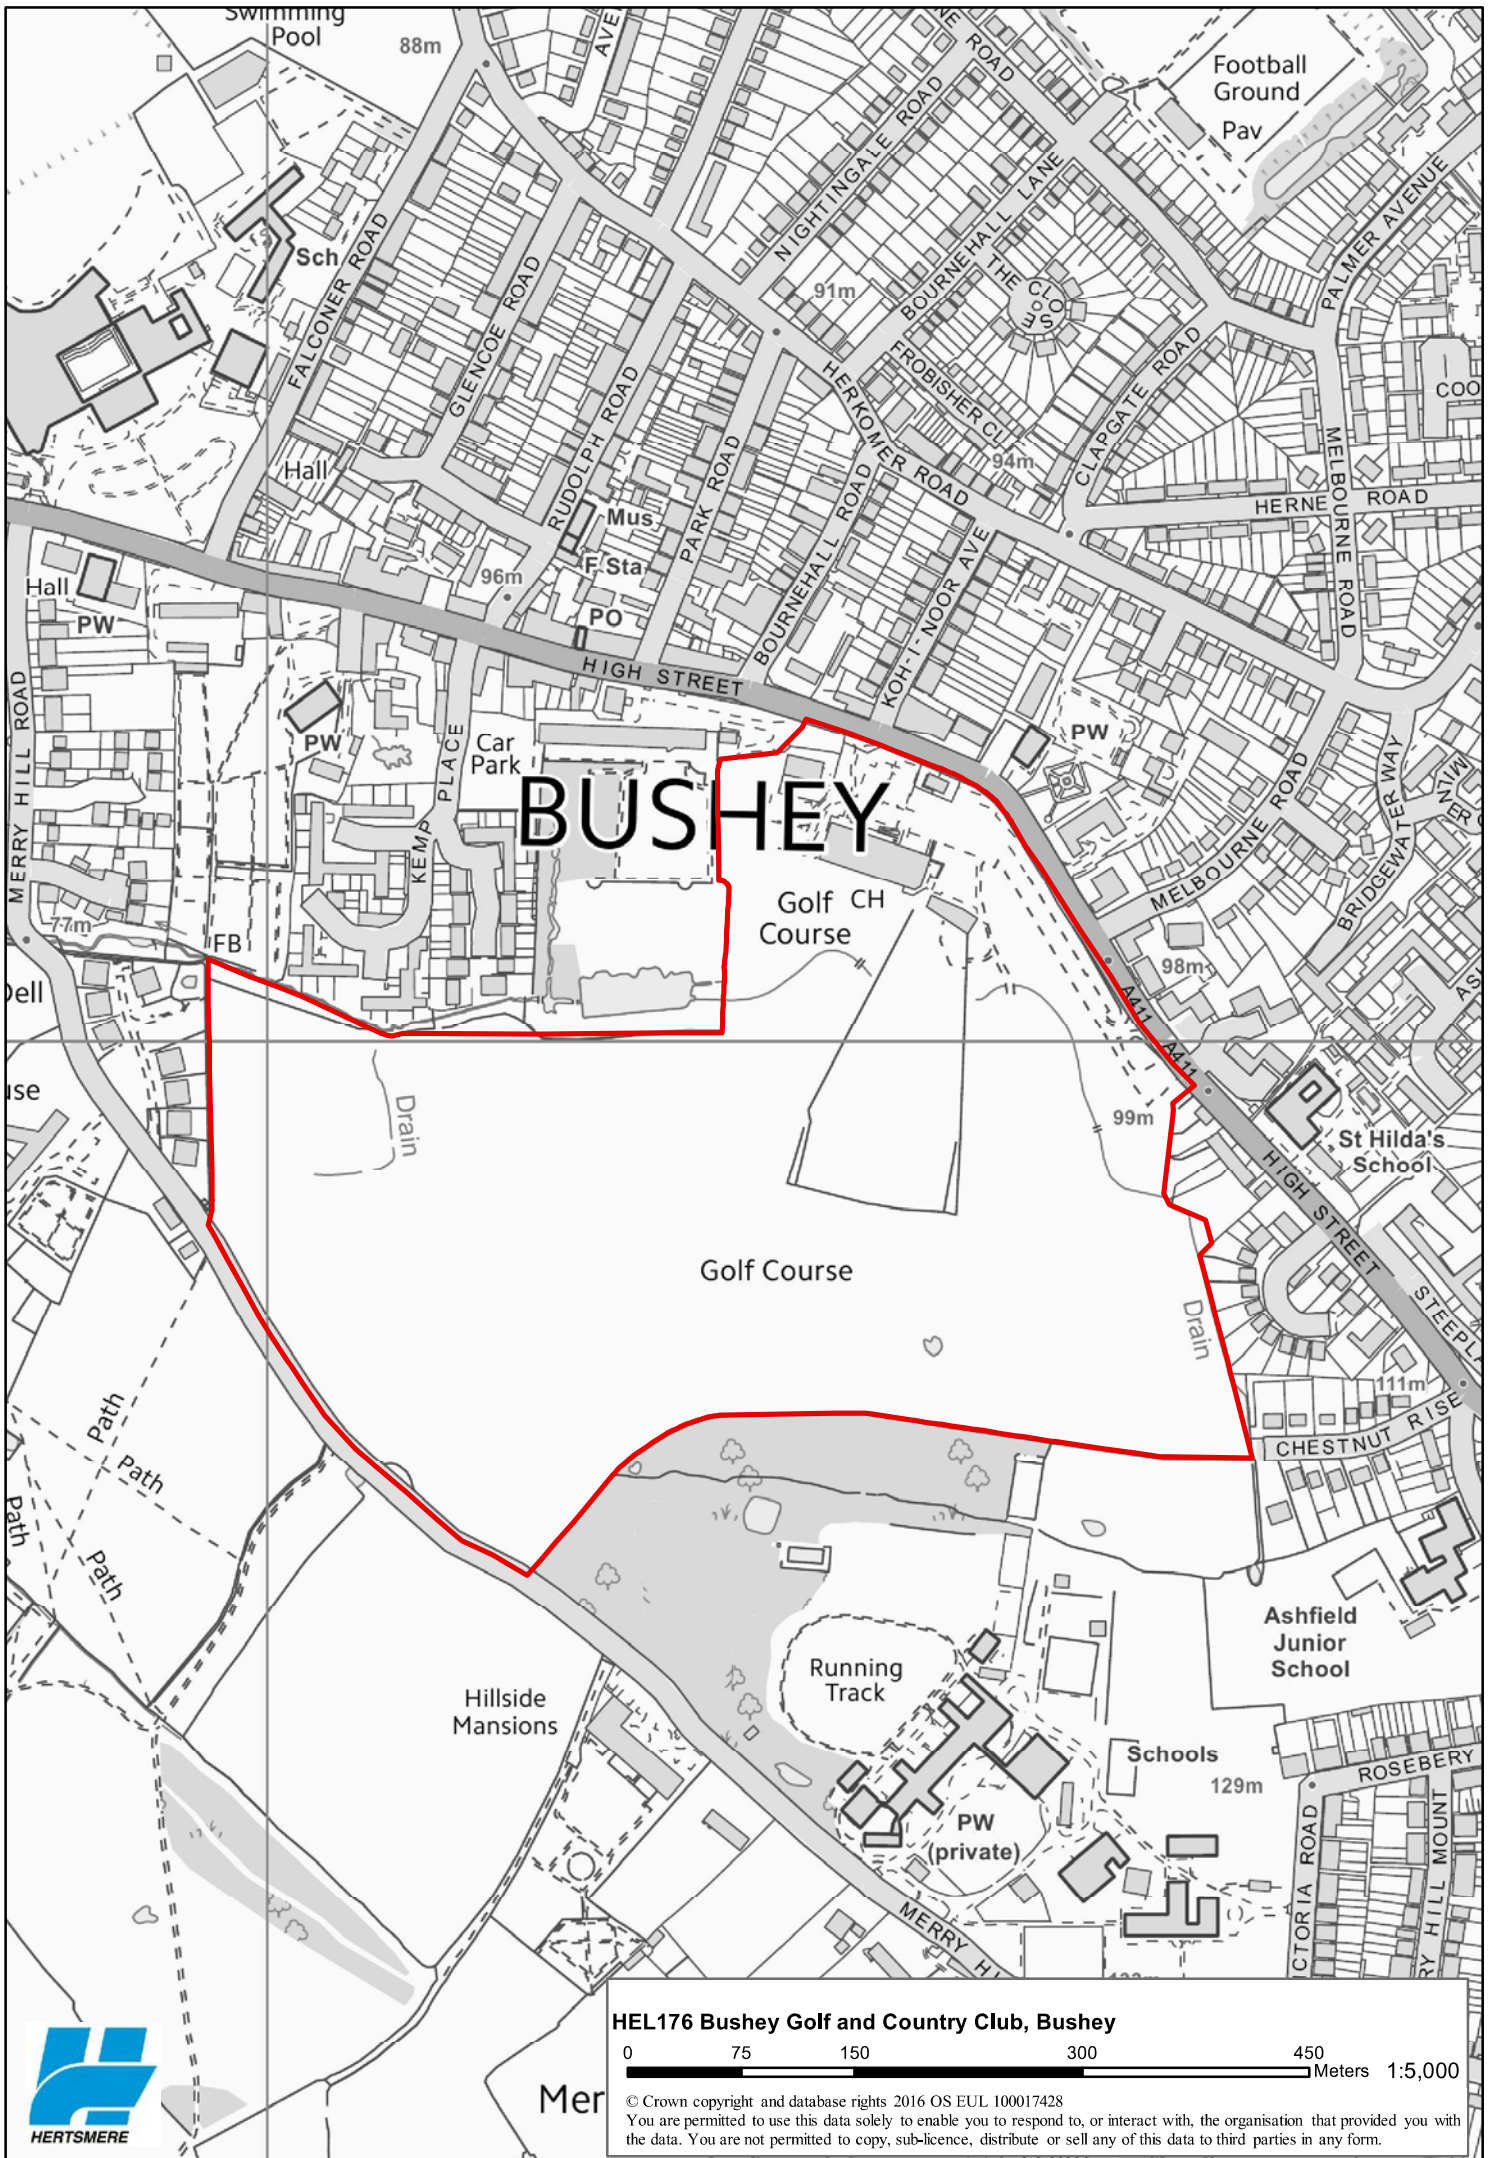 Swimming
Pool
88m
AVE
NE ROAD
Football
Ground
Pav
NIGHTINGALE ROAD
BOURNEHALL LANE
PALMER AVENUE
Sch
FALCONER ROAD
GLENCOE ROAD
91m
THE CLOSE
HERKOMER ROAD
FROBISHER CL
CLAPGATE ROAD
COO
RUDOLPH ROAD
PARK ROAD
BOURNEHALL ROAD
94m
MELBOURNE ROAD
HERNE ROAD
Hall
Mus
F Sta
KOH-I-NOOR AVE
96m
PO
Hall
PW
HIGH STREET
MERRY HILL ROAD
PW
KEMP PLACE
Car
Park
PW
BUSHEY
MELBOURNE ROAD
BRIDGEWATER WAY
MILNER C
Golf
Course
CH
77m
FB
98m
AS
Dell
A411
A411
use
Drain
99m
St Hilda's
School
HIGH STREET
STEEPLA
Golf Course
Drain
111m
CHESTNUT RISE
Path
Path
Path
Path
Ashfield
Junior
School
Running
Track
Hillside
Mansions
Schools
129m
ROSEBERY
PW
(private)
VICTORIA ROAD
RY HILL MOUNT
MERRY HI
Mer
HERTSMERE
HEL176 Bushey Golf and Country Club, Bushey
0 75 150 300 450
Meters 1:5,000
© Crown copyright and database rights 2016 OS EUL 100017428
You are permitted to use this data solely to enable you to respond to, or interact with, the organisation that provided you with
the data. You are not permitted to copy, sub-licence, distribute or sell any of this data to third parties in any form.